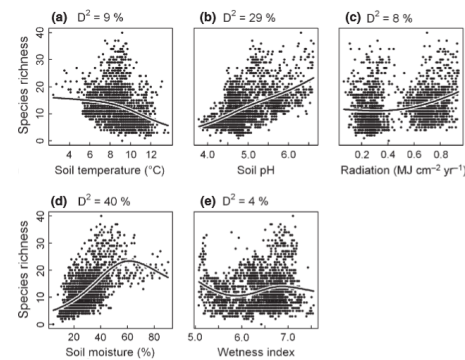 (a) D² = 9 %
(b) D² = 29 %
(c) D² = 8 %
Species richness
40
30
20
10
0
4 6 8 10 12
Soil temperature (°C)
4.0 5.0 6.0
Soil pH
0.2 0.4 0.6 0.8
Radiation (MJ cm⁻² yr⁻¹)
(d) D² = 40 %
(e) D² = 4 %
Species richness
40
30
20
10
0
20 40 60 80
Soil moisture (%)
5.0 6.0 7.0
Wetness index